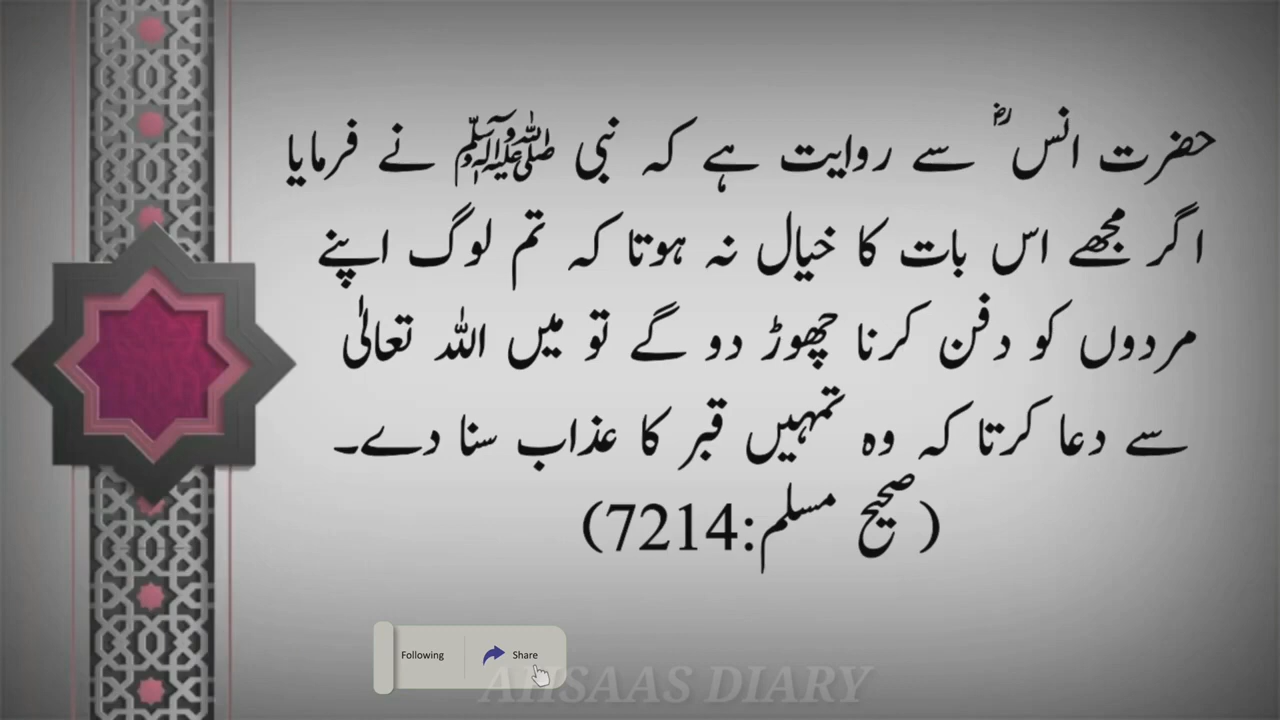 حضرت انس ؓ سے روایت ہے کہ نبی ﷺ نے فرمایا
اگر مجھے اس بات کا خیال نہ ہوتا کہ تم لوگ اپنے
مردوں کو دفن کرنا چھوڑ دو گے تو میں اللہ تعالیٰ
سے دعا کرتا کہ وہ تمہیں قبر کا عذاب سنا دے۔
(صحیح مسلم:7214)
Following Share
AHSAAS DIARY